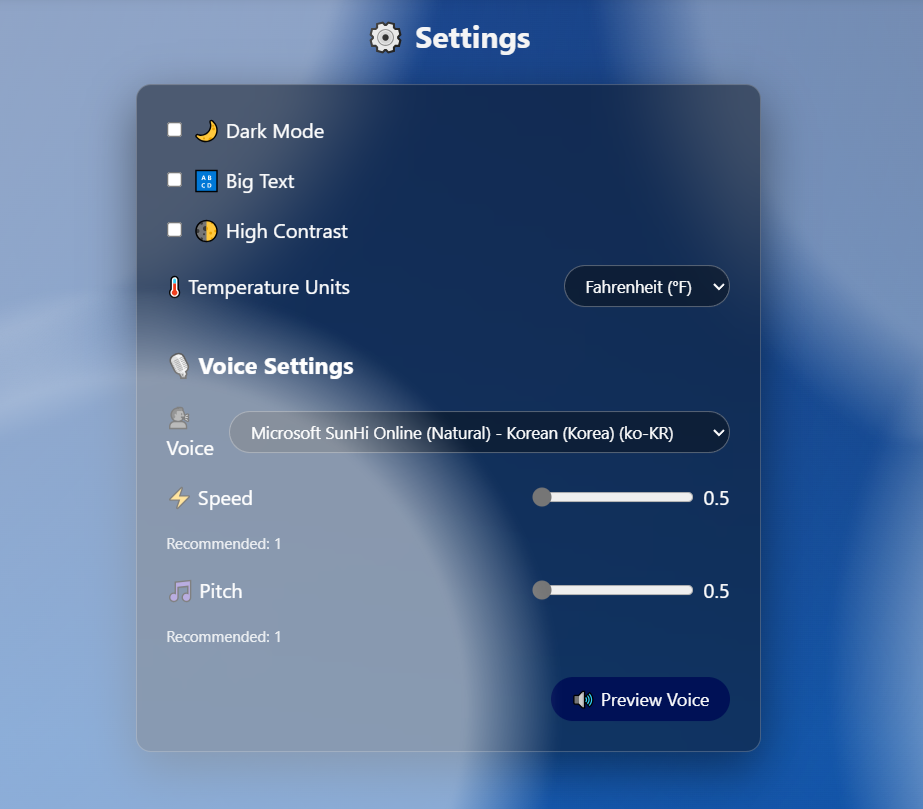 Settings
Dark Mode
Big Text
High Contrast
Temperature Units Fahrenheit (°F)
Voice Settings
Voice Microsoft SunHi Online (Natural) - Korean (Korea) (ko-KR)
Speed 0.5
Recommended: 1
Pitch 0.5
Recommended: 1
Preview Voice